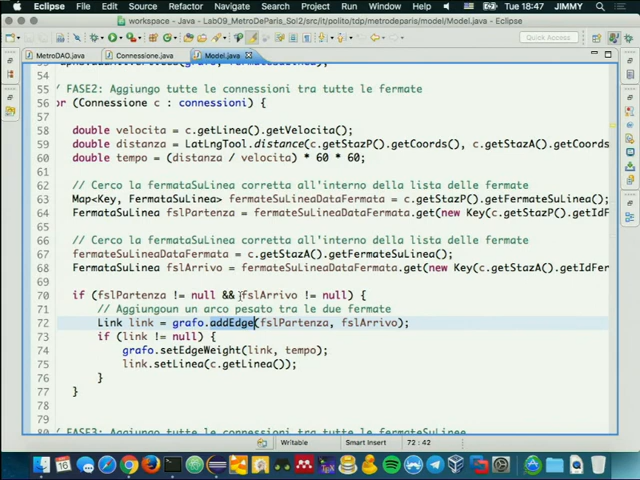 Eclipse File Edit Source Refactor Navigate Search Project Run Window Help Tue 18:47 JIMMY
workspace - Lab09_MetroDeParis_Sol2/src/it/polito/tdp/metrodeparis/model/Model.java - Eclipse
Quick Access
MetroDAO.java Connessione.java Model.java
54
55 / FASE2: Aggiungo tutte le connessioni tra tutte le fermate
56 or (Connessione c : connessioni) {
57
58 double velocita = c.getLinea().getVelocita();
59 double distanza = LatLngTool.distance(c.getStazP().getCoords(), c.getStazA().getCoords(),
60 double tempo = (distanza / velocita) * 60 * 60;
61
62 // Cerco la fermataSuLinea corretta all'interno della lista delle fermate
63 Map<Key, FermataSuLinea> fermateSuLineaDataFermata = c.getStazP().getFermateSuLinea();
64 FermataSuLinea fslPartenza = fermateSuLineaDataFermata.get(new Key(c.getStazP().getIdF
65
66 // Cerco la fermataSuLinea corretta all'interno della lista delle fermate
67 fermateSuLineaDataFermata = c.getStazA().getFermateSuLinea();
68 FermataSuLinea fslArrivo = fermateSuLineaDataFermata.get(new Key(c.getStazA().getIdFer
69
70 if (fslPartenza != null && fslArrivo != null) {
71 // Aggiungoun un arco pesato tra le due fermate
72 Link link = grafo.addEdge(fslPartenza, fslArrivo);
73 if (link != null) {
74 grafo.setEdgeWeight(link, tempo);
75 link.setLinea(c.getLinea());
76 }
77 }
78
79 / FASE3: Aggiungo tutte le connessioni tra tutte le fermateSuLinee
Writable Smart Insert 72 : 42